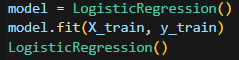 model = LogisticRegression()
model.fit(X_train, y_train)
LogisticRegression()